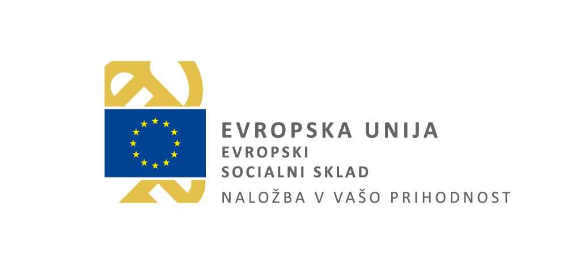 EVROPSKA UNIJA
EVROPSKI
SOCIALNI SKLAD
NALOŽBA V VAŠO PRIHODNOST